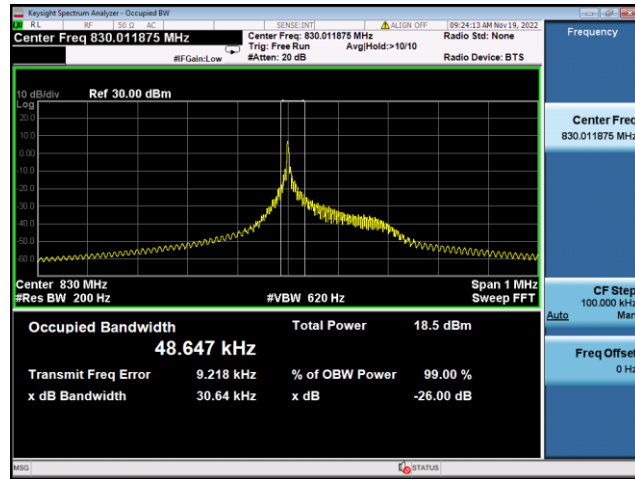 Keysight Spectrum Analyzer - Occupied BW
RL RF 50 Ω AC SENSE:INT ALIGN OFF 09:24:13 AM Nov 19, 2022
Center Freq 830.011875 MHz
Center Freq: 830.011875 MHz
Radio Std: None
Trig: Free Run Avg|Hold:>10/10
#IFGain:Low #Atten: 20 dB Radio Device: BTS
Frequency
10 dB/div Ref 30.00 dBm
Log
20.0
10.0
0.00
-10.0
-20.0
-30.0
-40.0
-50.0
-60.0
Center 830 MHz Span 1 MHz
#Res BW 200 Hz #VBW 620 Hz Sweep FFT
Occupied Bandwidth Total Power 18.5 dBm
48.647 kHz
Transmit Freq Error 9.218 kHz % of OBW Power 99.00 %
x dB Bandwidth 30.64 kHz x dB -26.00 dB
Center Freq
830.011875 MHz
CF Step
100.000 kHz
Auto Man
Freq Offset
0 Hz
MSG STATUS